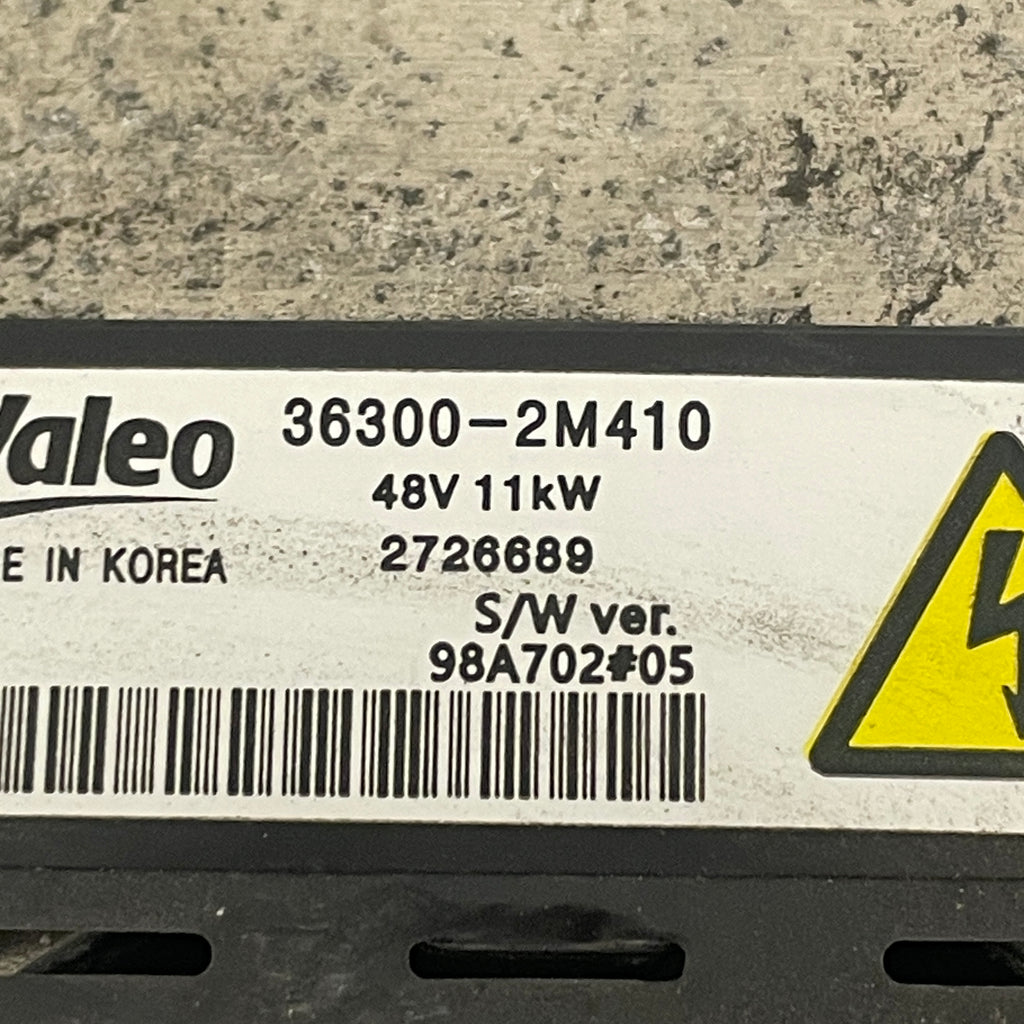 Valeo
36300-2M410
48V 11kW
2726689
E IN KOREA
S/W ver.
98A702#05